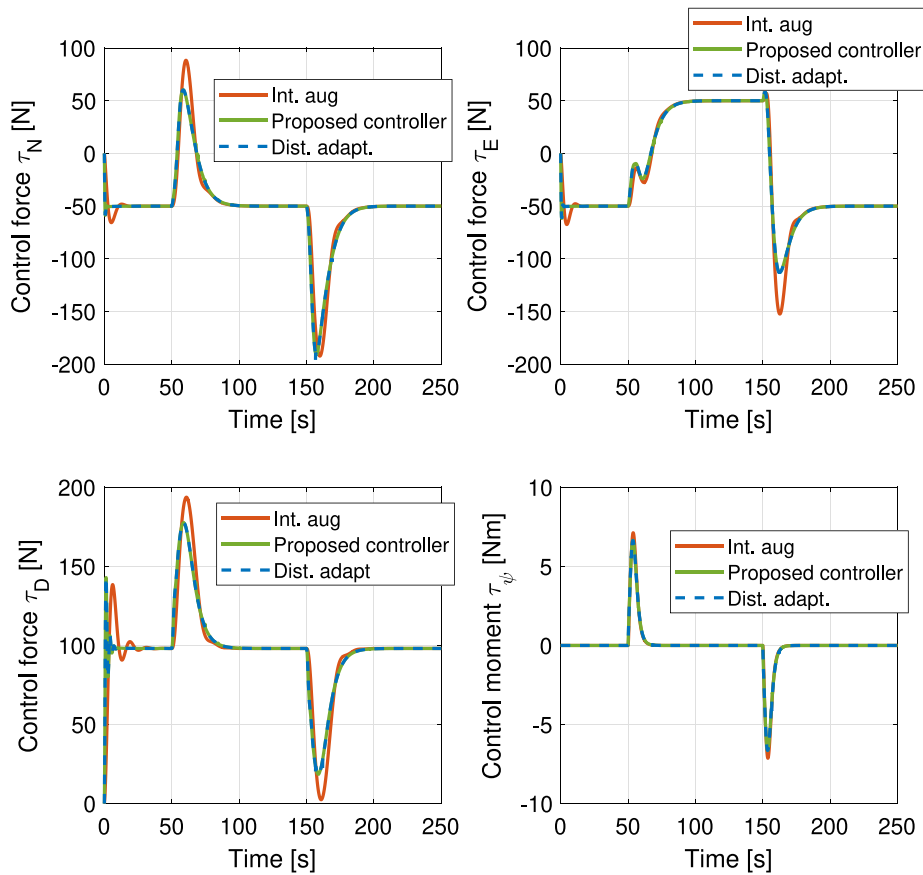 100
50
0
-50
-100
-150
-200
Control force τ_N [N]
Int. aug
Proposed controller
Dist. adapt.
0 50 100 150 200 250
Time [s]
100
50
0
-50
-100
-150
-200
Control force τ_E [N]
Int. aug
Proposed controller
Dist. adapt.
0 50 100 150 200 250
Time [s]
200
150
100
50
0
Control force τ_D [N]
Int. aug
Proposed controller
Dist. adapt
0 50 100 150 200 250
Time [s]
10
5
0
-5
-10
Control moment τ_ψ [Nm]
Int. aug
Proposed controller
Dist. adapt.
0 50 100 150 200 250
Time [s]